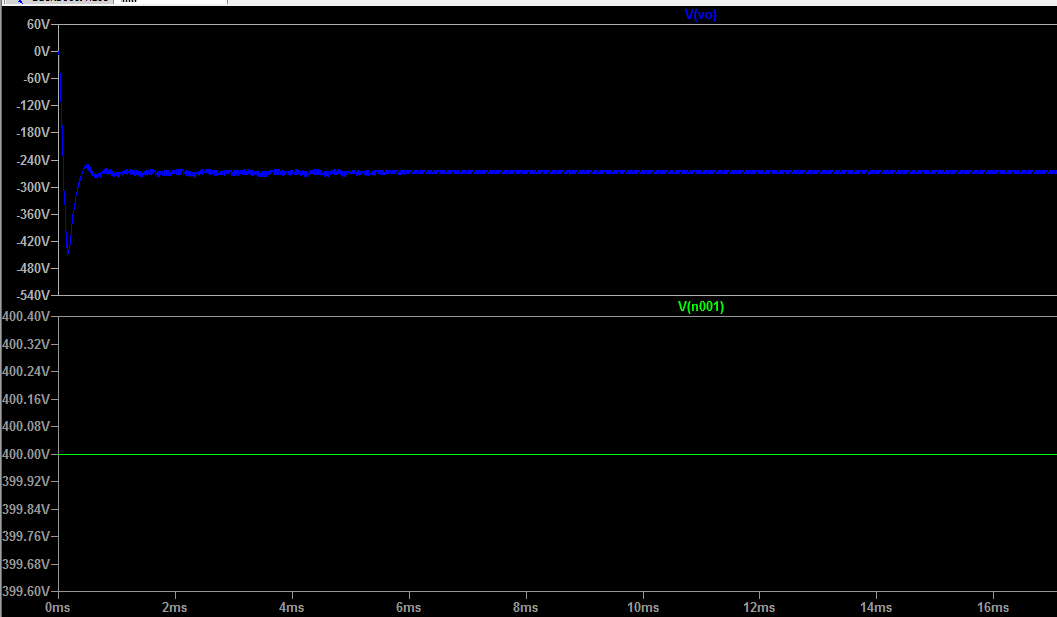 V(vo)
60V
0V
-60V
-120V
-180V
-240V
-300V
-360V
-420V
-480V
-540V
V(n001)
400.40V
400.32V
400.24V
400.16V
400.08V
400.00V
399.92V
399.84V
399.76V
399.68V
399.60V
0ms 2ms 4ms 6ms 8ms 10ms 12ms 14ms 16ms